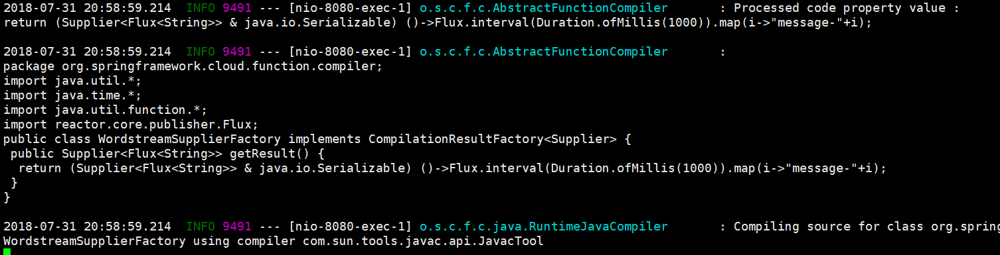 2018-07-31 20:58:59.214  INFO 9491 --- [nio-8080-exec-1] o.s.c.f.c.AbstractFunctionCompiler       : Processed code property value :
return (Supplier<Flux<String>> & java.io.Serializable) ()->Flux.interval(Duration.ofMillis(1000)).map(i->"message-"+i);
2018-07-31 20:58:59.214  INFO 9491 --- [nio-8080-exec-1] o.s.c.f.c.AbstractFunctionCompiler       :
package org.springframework.cloud.function.compiler;
import java.util.*;
import java.time.*;
import java.util.function.*;
import reactor.core.publisher.Flux;
public class WordstreamSupplierFactory implements CompilationResultFactory<Supplier> {
 public Supplier<Flux<String>> getResult() {
  return (Supplier<Flux<String>> & java.io.Serializable) ()->Flux.interval(Duration.ofMillis(1000)).map(i->"message-"+i);
 }
}
2018-07-31 20:58:59.214  INFO 9491 --- [nio-8080-exec-1] o.s.c.f.c.java.RuntimeJavaCompiler       : Compiling source for class org.spring
WordstreamSupplierFactory using compiler com.sun.tools.javac.api.JavacTool